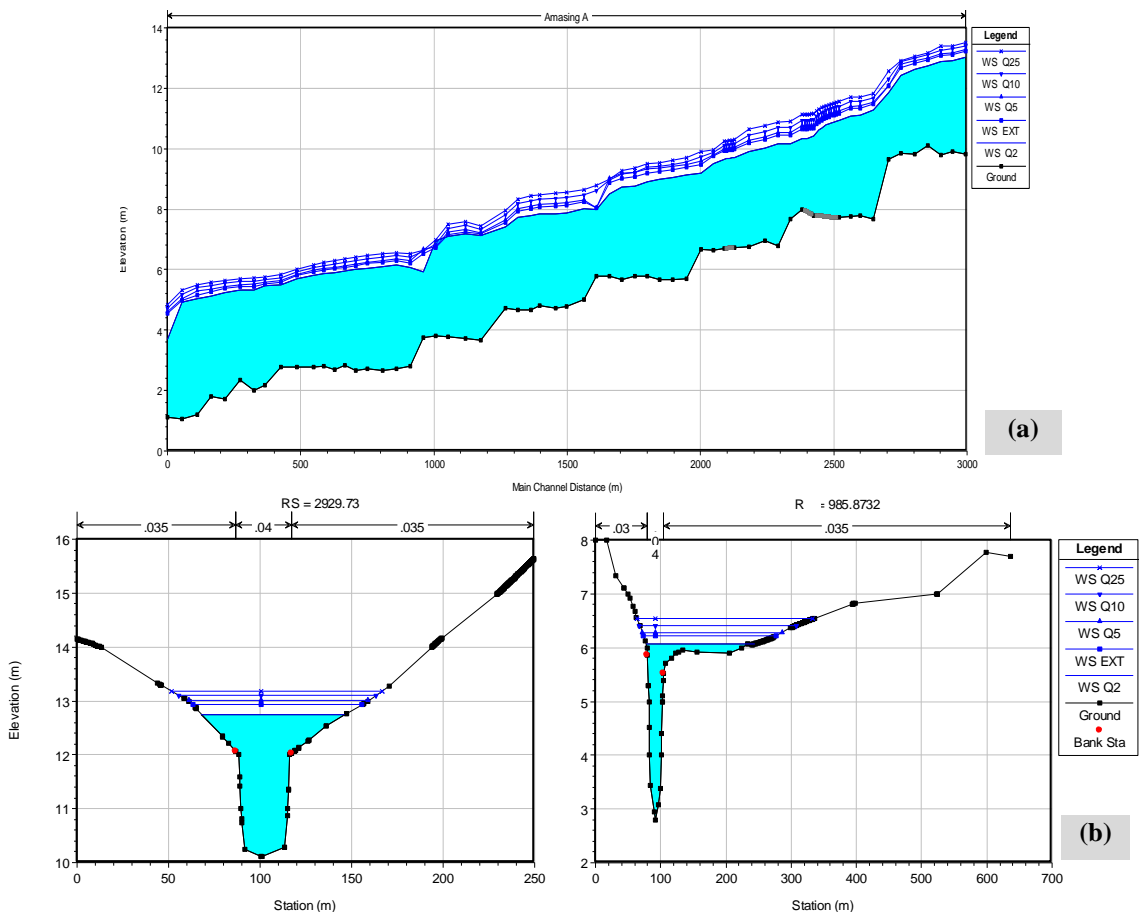 Amasing A
14
12
10
8
6
4
2
0
Elevation (m)
0 500 1000 1500 2000 2500 3000
Main Channel Distance (m)
Legend
WS Q25
WS Q10
WS Q5
WS EXT
WS Q2
Ground
(a)
RS = 2929.73
.035 .04 .035
16
15
14
13
12
11
10
Elevation (m)
0 50 100 150 200 250
Station (m)
R = 985.8732
.03 .035
0
4
8
7
6
5
4
3
2
0 100 200 300 400 500 600 700
Station (m)
Legend
WS Q25
WS Q10
WS Q5
WS EXT
WS Q2
Ground
Bank Sta
(b)